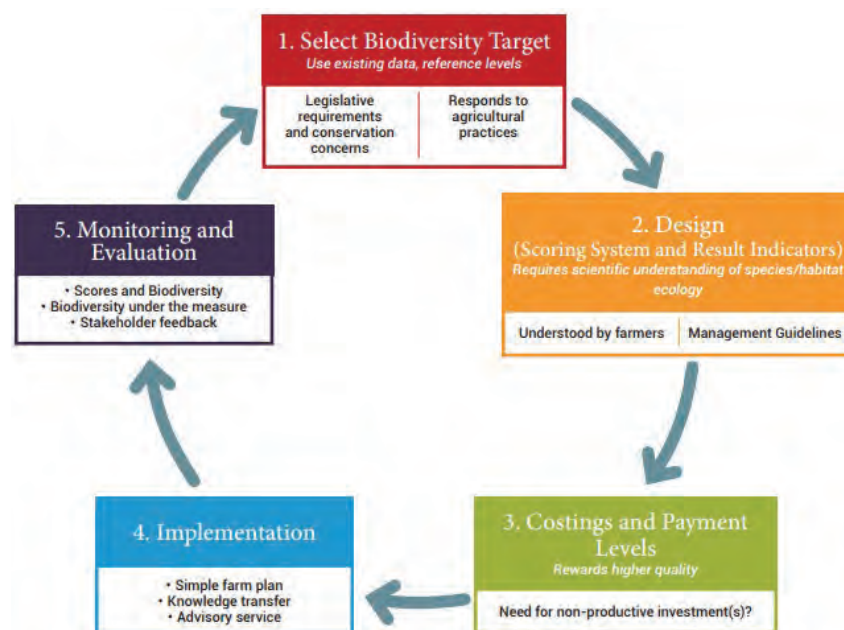 1. Select Biodiversity Target
Use existing data, reference levels
Legislative
requirements
and conservation
concerns
Responds to
agricultural
practices
2. Design
(Scoring System and Result Indicators)
Requires scientific understanding of species/habitat
ecology
Understood by farmers
Management Guidelines
3. Costings and Payment
Levels
Rewards higher quality
Need for non-productive investment(s)?
4. Implementation
• Simple farm plan
• Knowledge transfer
• Advisory service
5. Monitoring and
Evaluation
• Scores and Biodiversity
• Biodiversity under the measure
• Stakeholder feedback